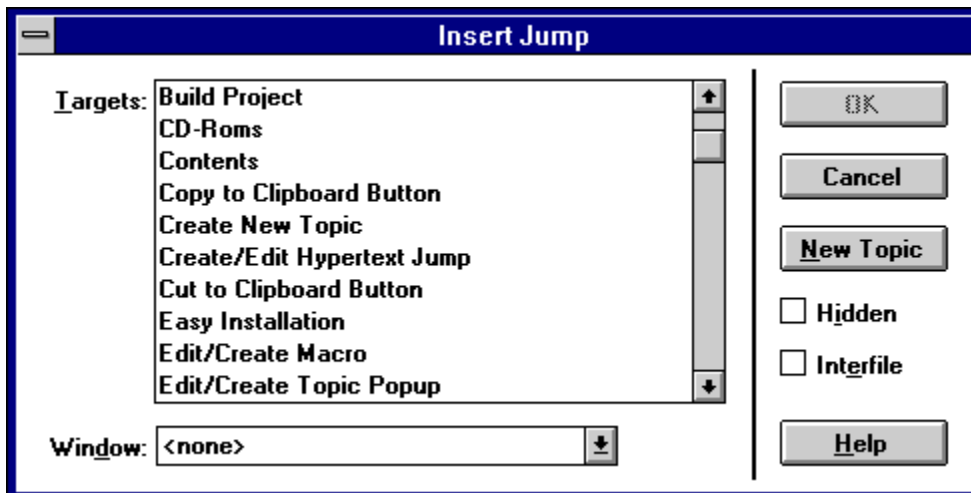 Insert Jump
Targets:
Build Project
CD-Roms
Contents
Copy to Clipboard Button
Create New Topic
Create/Edit Hypertext Jump
Cut to Clipboard Button
Easy Installation
Edit/Create Macro
Edit/Create Topic Popup
Window: <none>
OK
Cancel
New Topic
Hidden
Interfile
Help